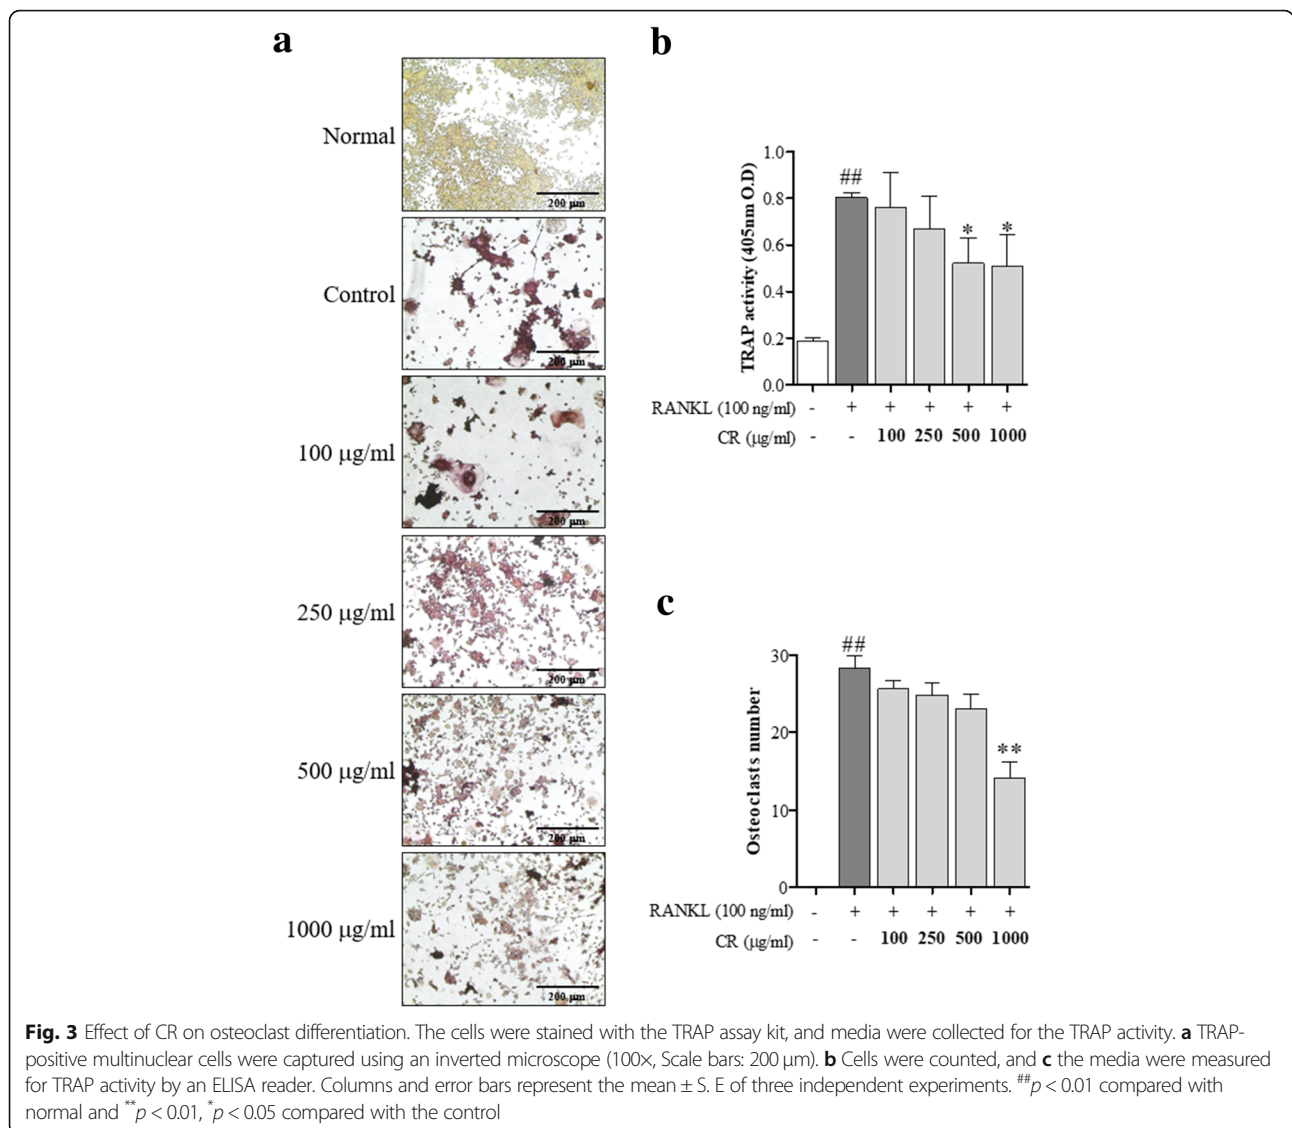 a
Normal
200 μm
Control
200 μm
100 μg/ml
200 μm
250 μg/ml
200 μm
500 μg/ml
200 μm
1000 μg/ml
200 μm
b
TRAP activity (405nm O.D)
1.0
0.8
0.6
0.4
0.2
0.0
##
*
*
RANKL (100 ng/ml) - + + + + +
CR (μg/ml) - - 100 250 500 1000
c
Osteoclasts number
30
20
10
0
##
**
RANKL (100 ng/ml) - + + + + +
CR (μg/ml) - - 100 250 500 1000
Fig. 3 Effect of CR on osteoclast differentiation. The cells were stained with the TRAP assay kit, and media were collected for the TRAP activity. a TRAP-
positive multinuclear cells were captured using an inverted microscope (100×, Scale bars: 200 μm). b Cells were counted, and c the media were measured
for TRAP activity by an ELISA reader. Columns and error bars represent the mean ± S. E of three independent experiments. ##p < 0.01 compared with
normal and **p < 0.01, *p < 0.05 compared with the control